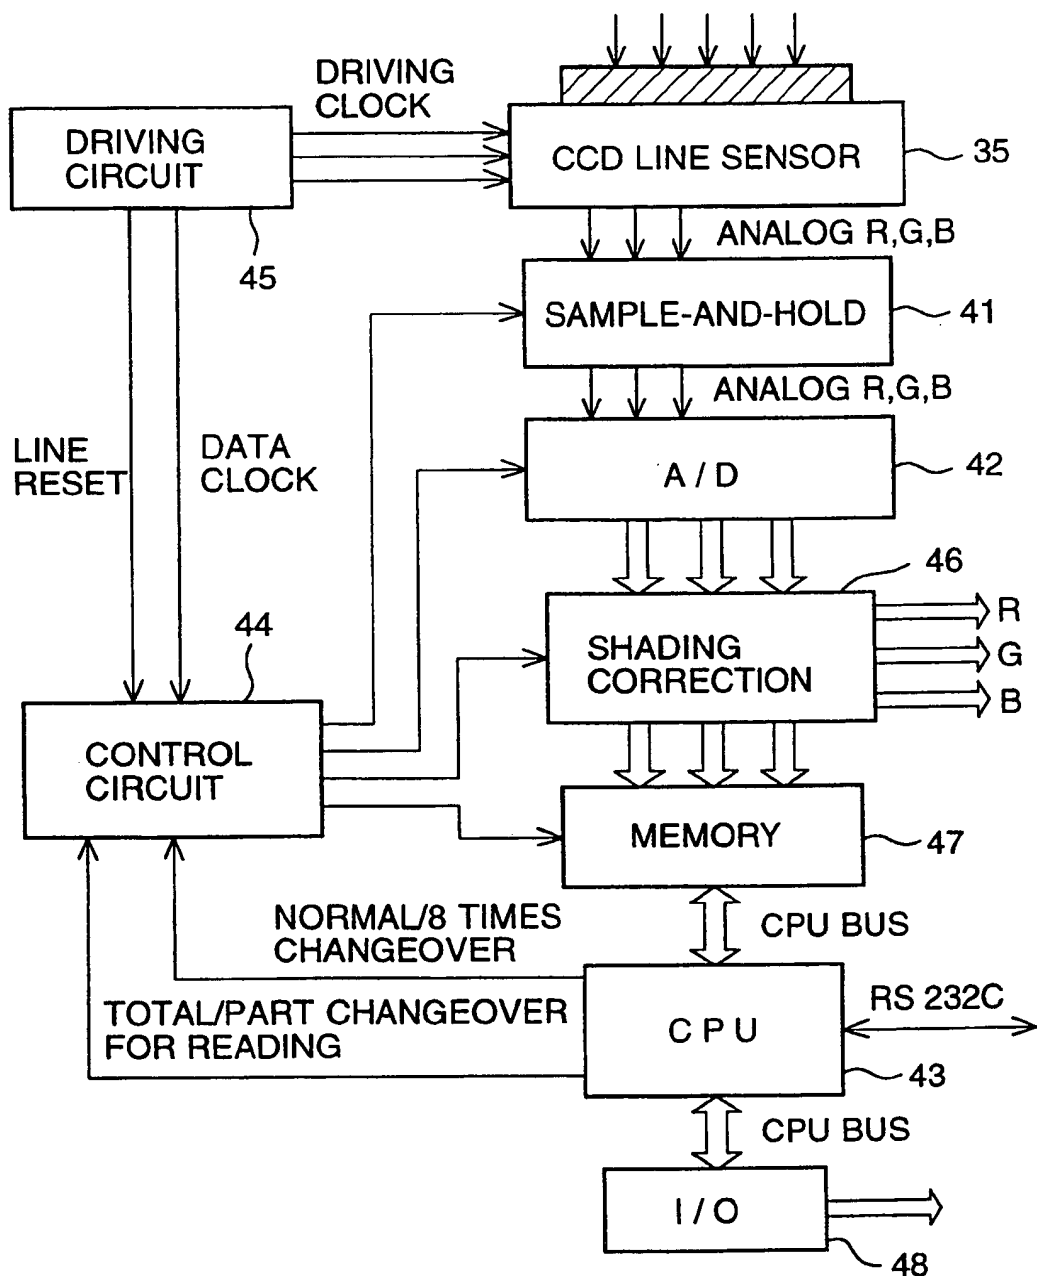 DRIVING
CLOCK
DRIVING
CIRCUIT
CCD LINE SENSOR
35
45
ANALOG R,G,B
SAMPLE-AND-HOLD
41
ANALOG R,G,B
LINE
RESET
DATA
CLOCK
A / D
42
46
R
G
B
SHADING
CORRECTION
44
CONTROL
CIRCUIT
MEMORY
47
NORMAL/8 TIMES
CHANGEOVER
CPU BUS
TOTAL/PART CHANGEOVER
FOR READING
C P U
RS 232C
43
CPU BUS
I / O
48